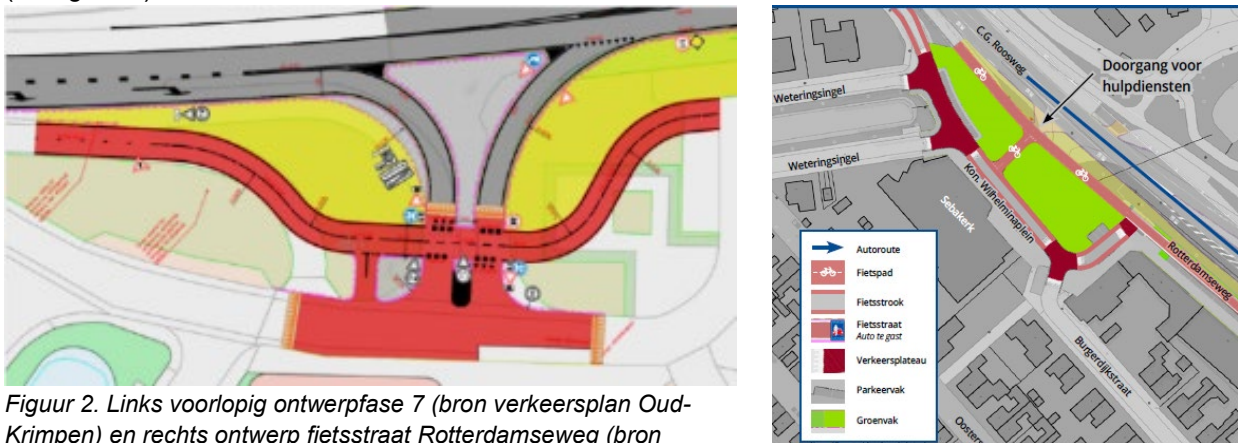 Figuur 2. Links voorlopig ontwerpfase 7 (bron verkeersplan Oud-
Krimpen) en rechts ontwerp fietsstraat Rotterdamseweg (bron
C.G. Roosweg
Doorgang voor
hulpdiensten
Weteringsingel
Weteringsingel
Kon. Wilhelminaplein
Sebakerk
Rotterdamseweg
Burgerdijkstraat
Autoroute
Fietspad
Fietsstrook
Fietsstraat
Auto te gast
Verkeersplateau
Parkeervak
Groenvak